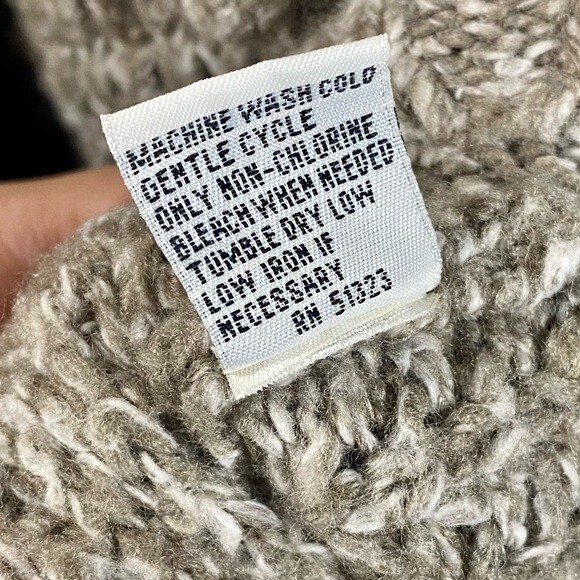 MACHINE WASH COLD
GENTLE CYCLE
ONLY NON-CHLORINE
BLEACH WHEN NEEDED
TUMBLE DRY LOW
LOW IRON IF
NECESSARY
RN 51323